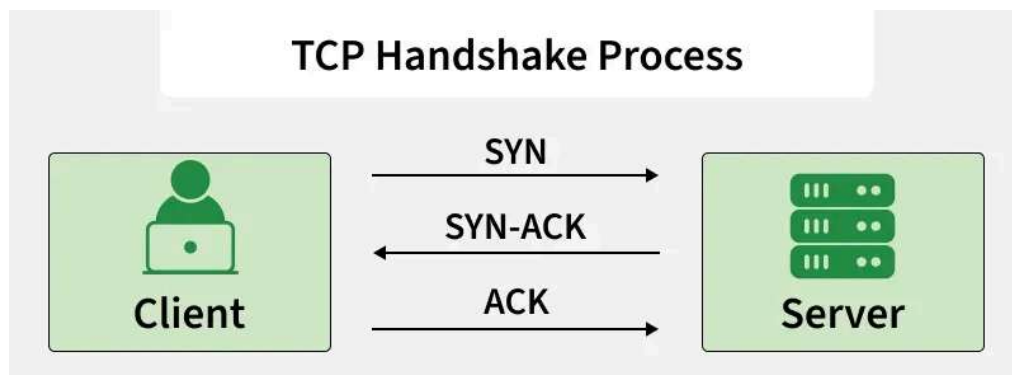 TCP Handshake Process
SYN
SYN-ACK
ACK
Client
Server